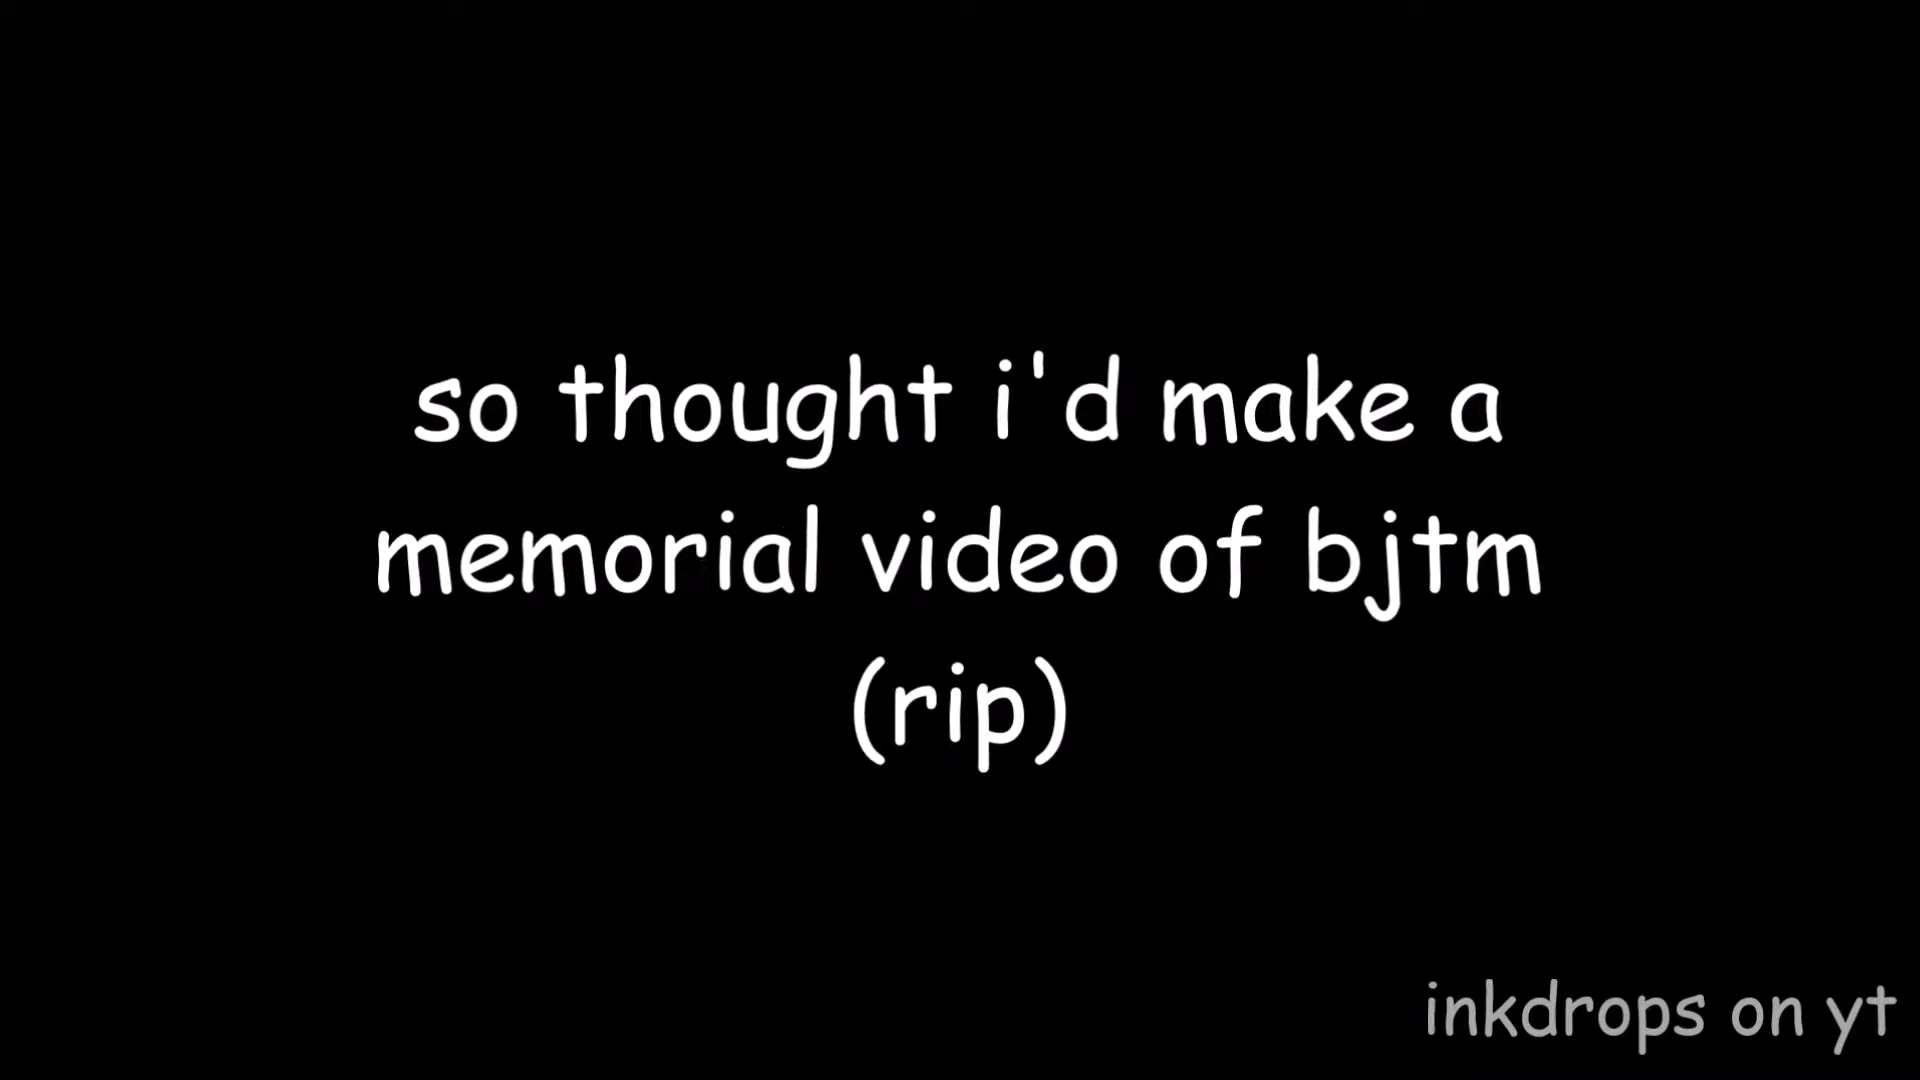 so thought i'd make a
memorial video of bjtm
(rip)
inkdrops on yt